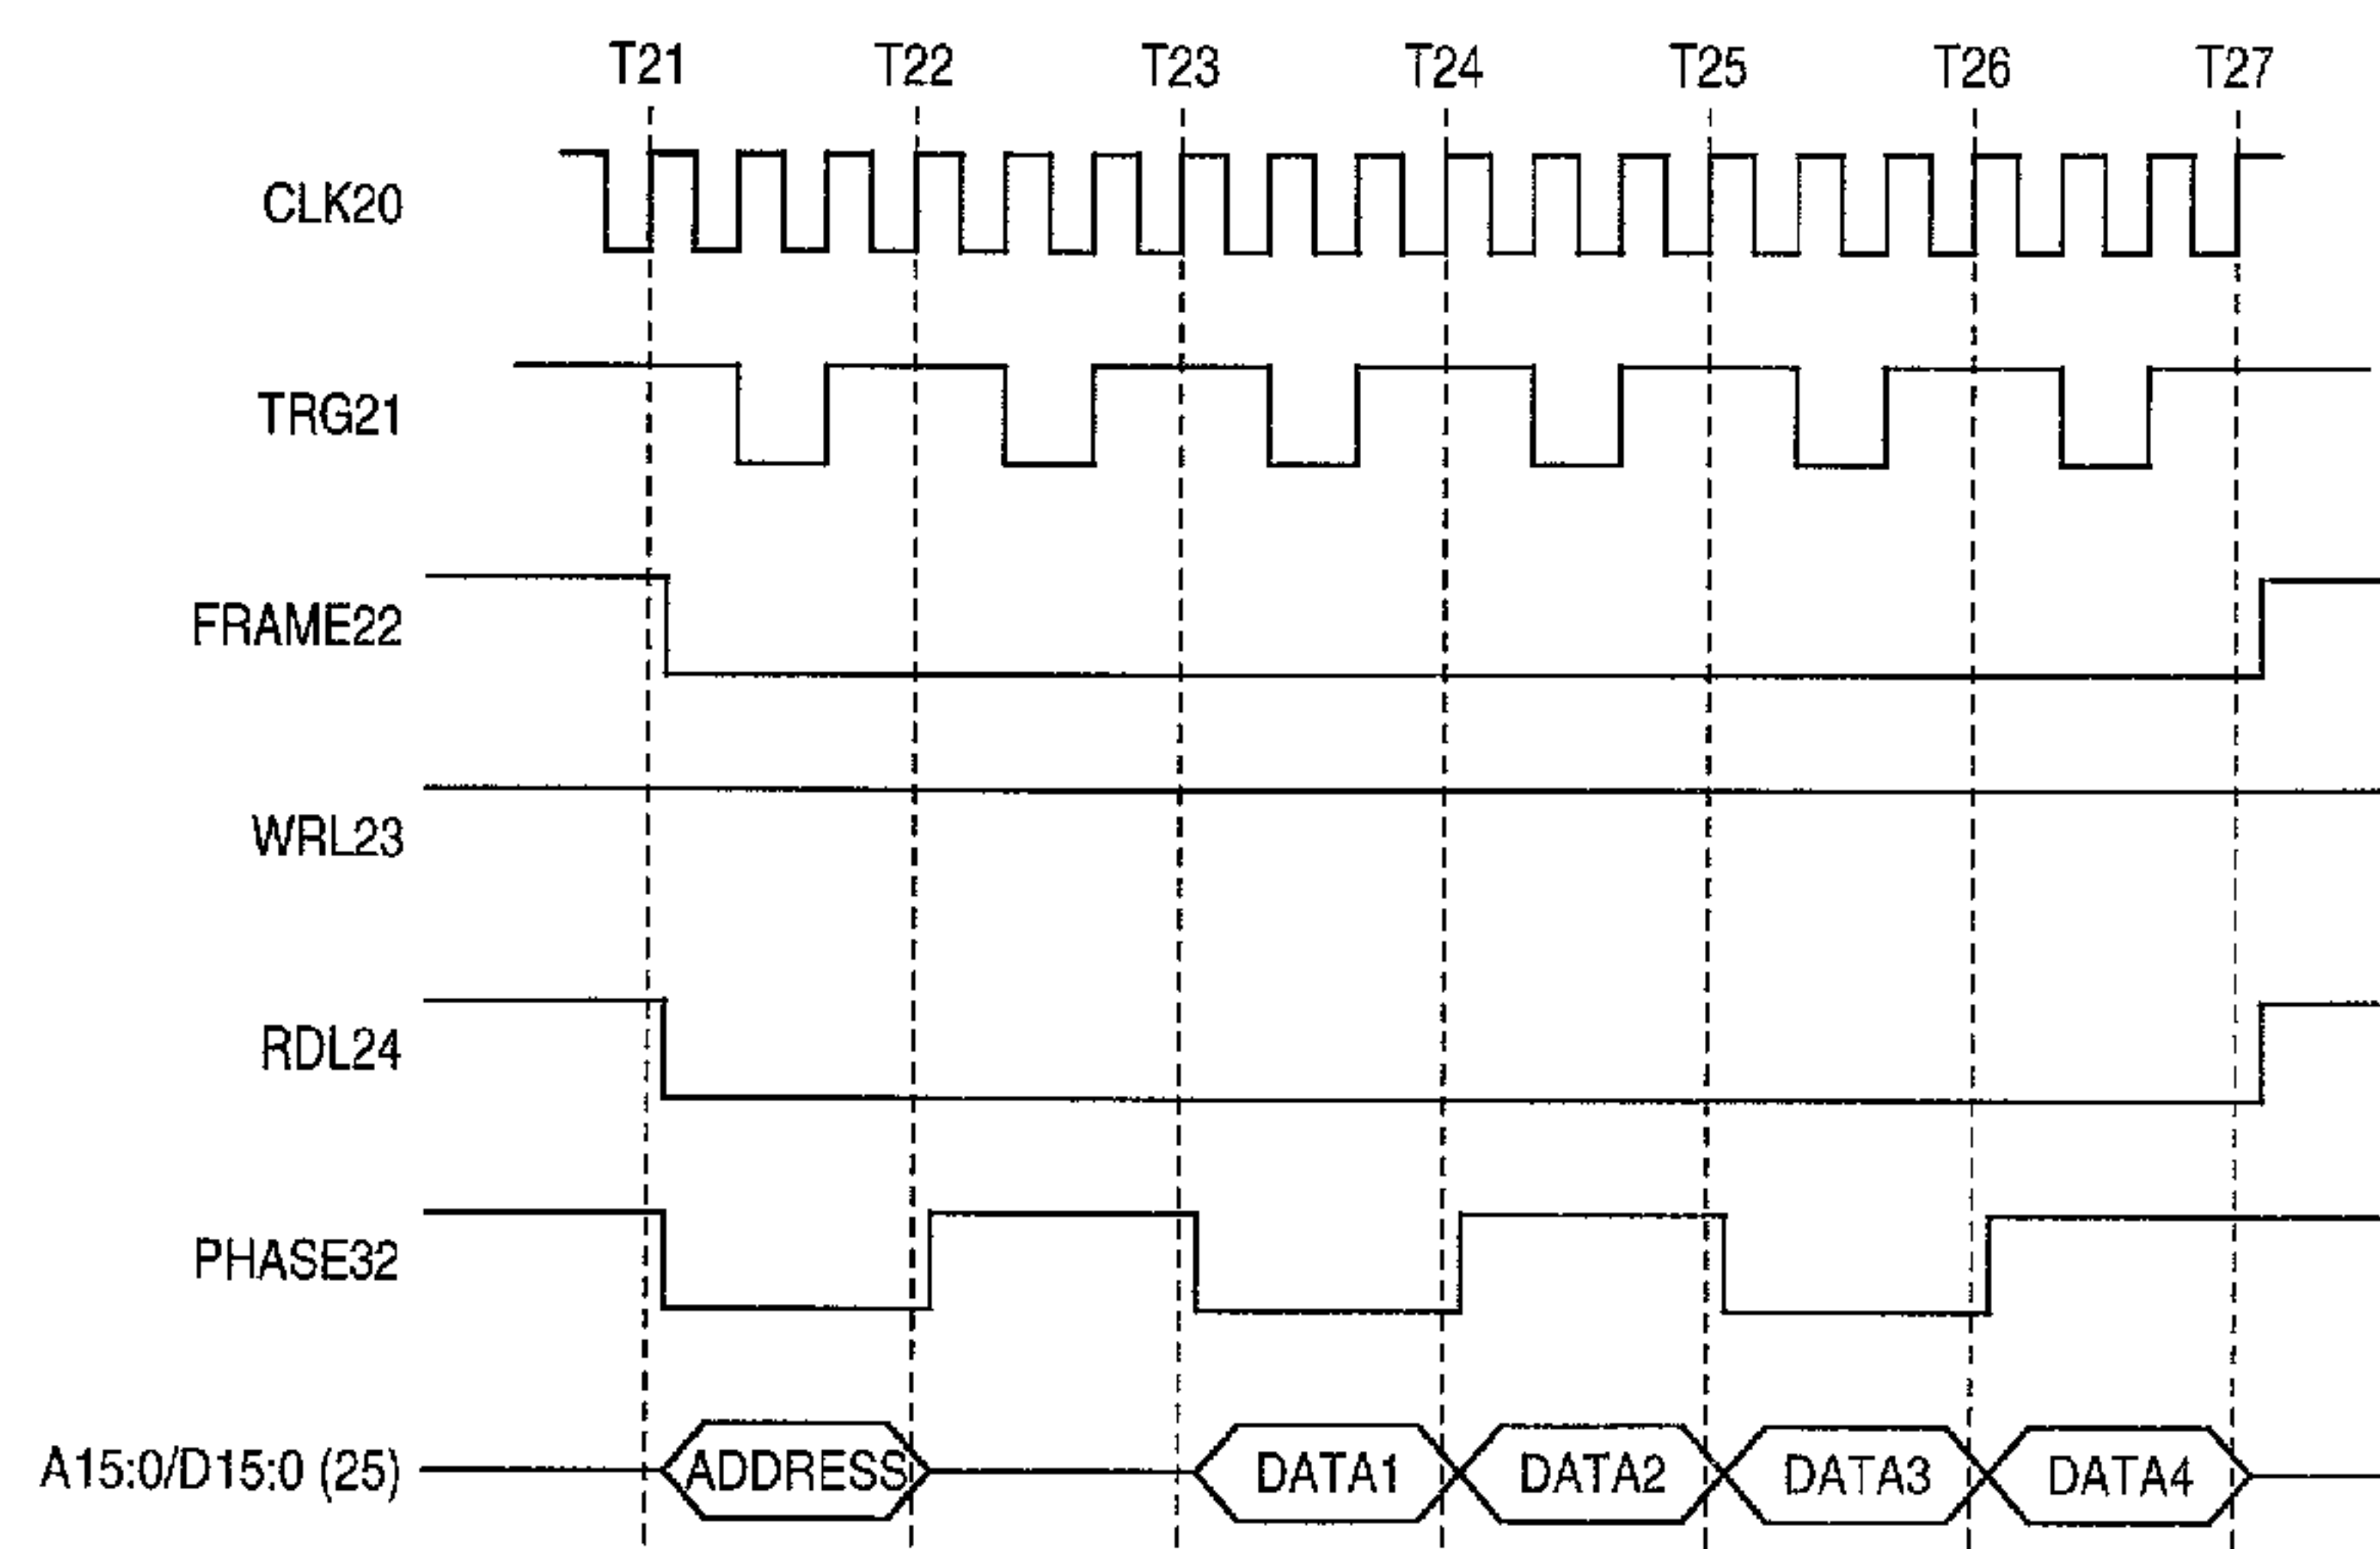 T21 T22 T23 T24 T25 T26 T27
CLK20
TRG21
FRAME22
WRL23
RDL24
PHASE32
A15:0/D15:0 (25) ADDRESS DATA1 DATA2 DATA3 DATA4